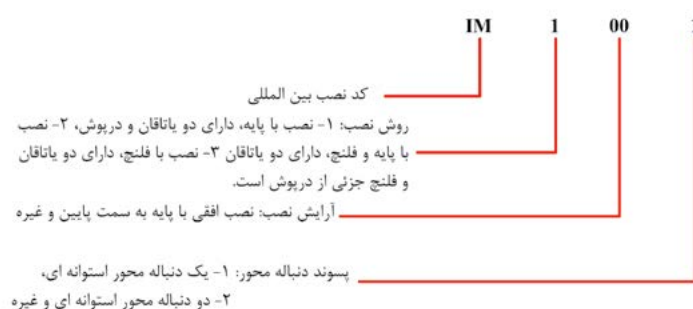 IM 1 00
کد نصب بین المللی
روش نصب: ۱- نصب با پایه، دارای دو یاتاقان و درپوش، ۲- نصب
با پایه و فلنج، دارای دو یاتاقان ۳- نصب با فلنج، دارای دو یاتاقان
و فلنج جزئی از درپوش است.
آرایش نصب: نصب افقی با پایه به سمت پایین و غیره
پسوند دنباله محور: ۱- یک دنباله محور استوانه ای،
۲- دو دنباله محور استوانه ای و غیره